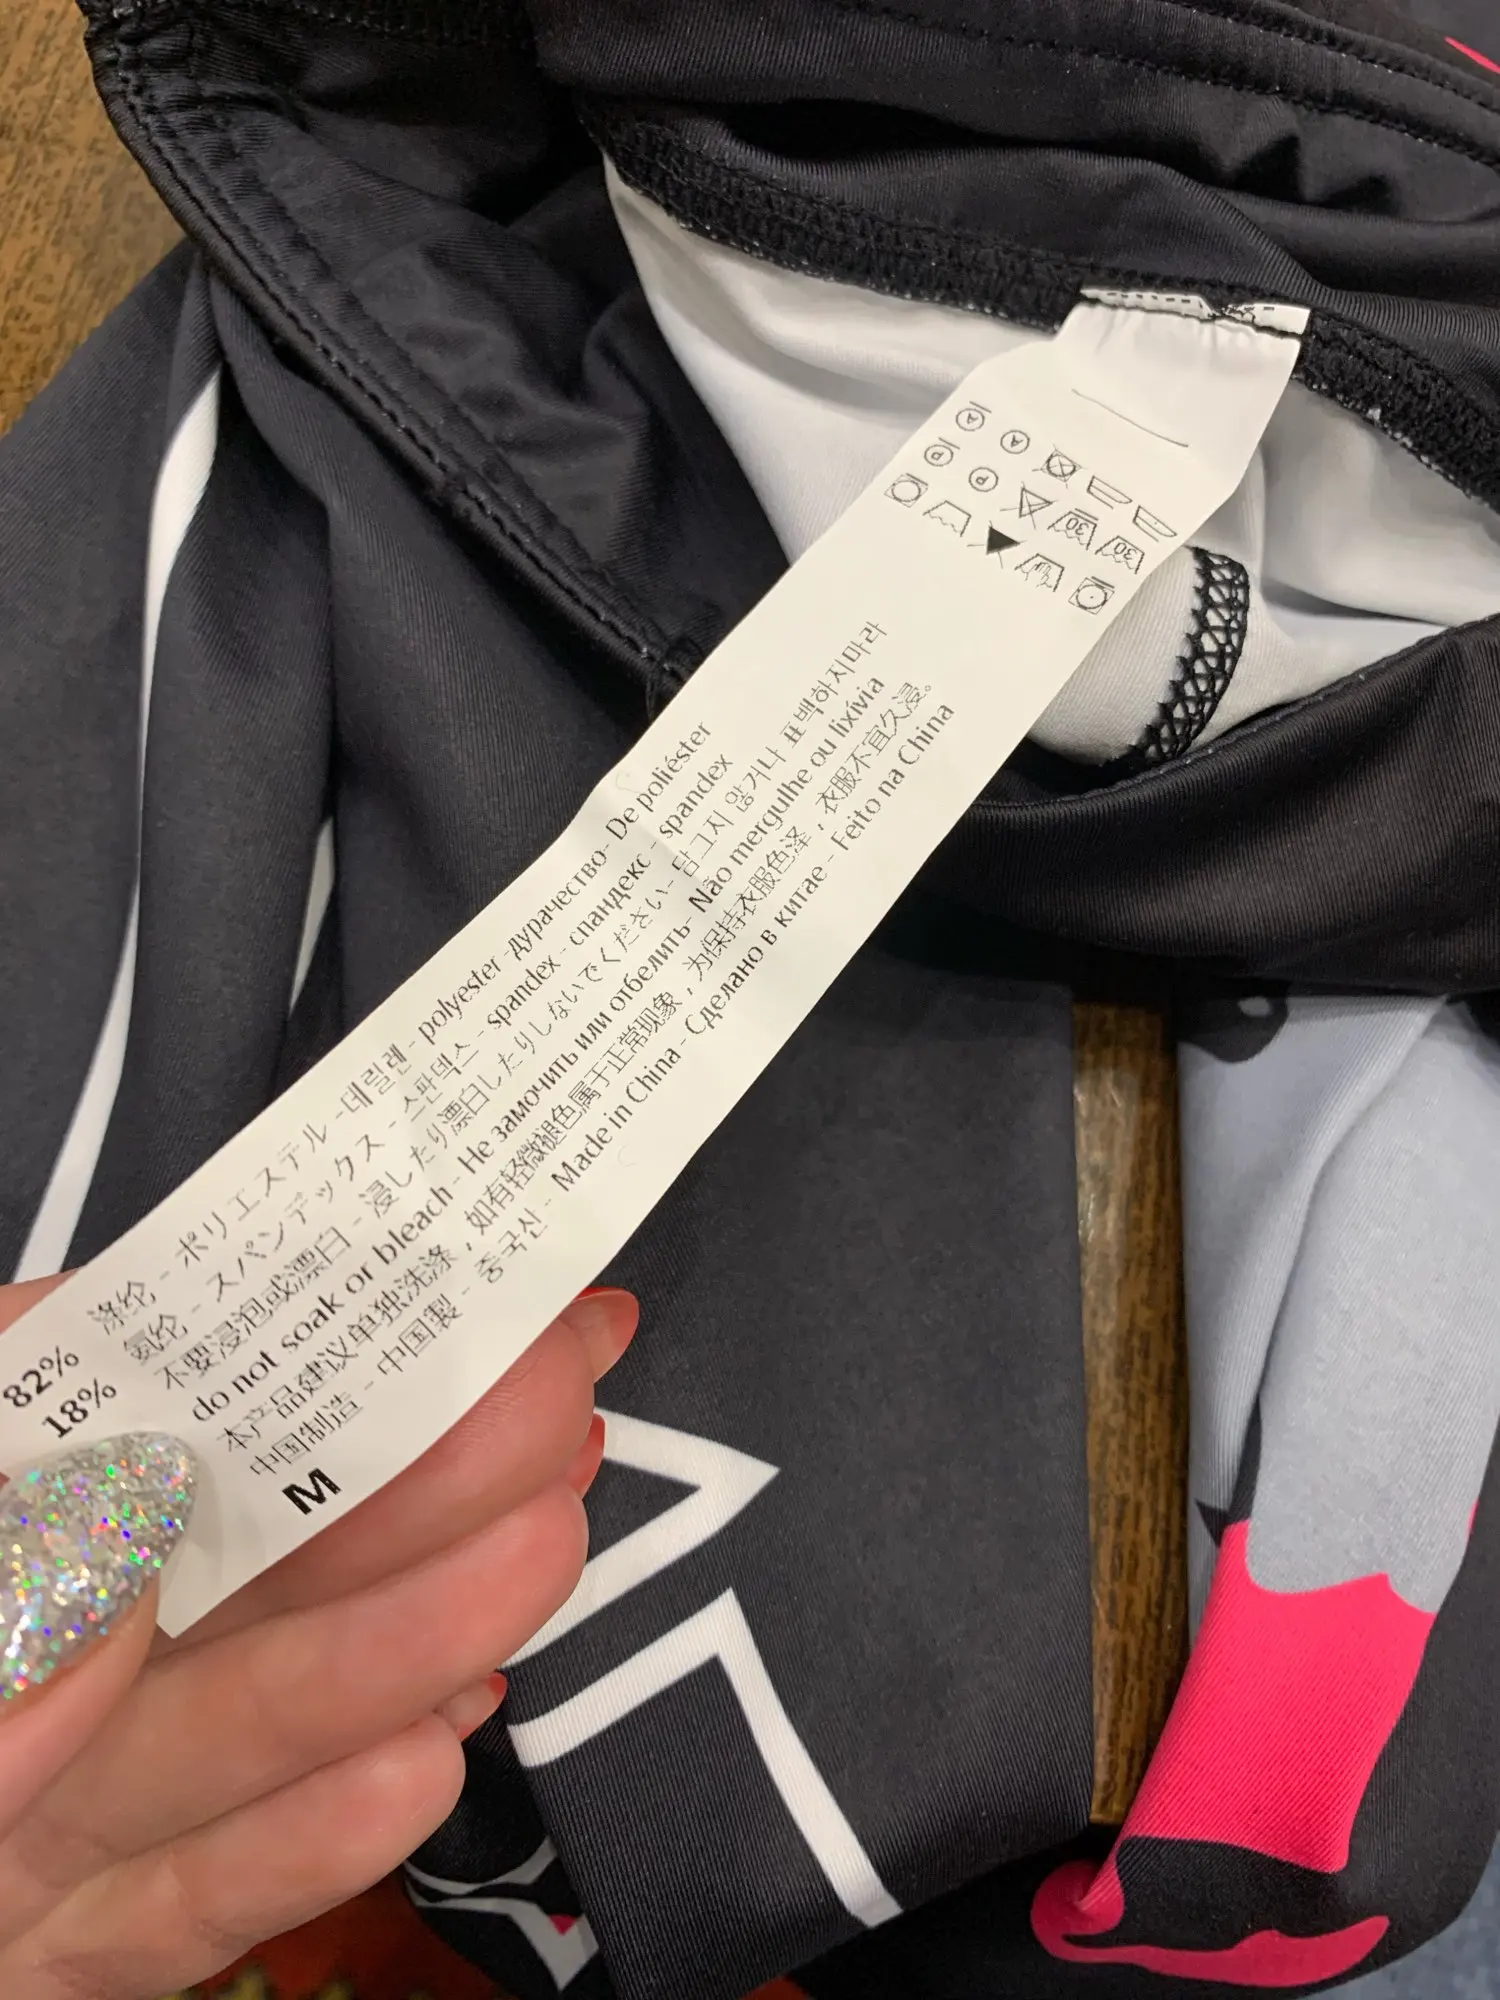 82% 涤纶 - ポリエステル -데릴렌 - polyester -дурачество- De poliéster
18% 氨纶 - スパンデックス - 스판덱스 - spandex - спандекс - spandex
不要浸泡或漂白 - 浸したり漂白したりしないでください- 담그지 않거나 표백하지마라
do not soak or bleach - Не замочить или отбелить- Não mergulhe ou lixívia
本产品建议单独洗涤，如有轻微褪色属于正常现象，为保持衣服色泽，衣服不宜久浸。
中国制造 - 中国製 - 중국신 - Made in China - Сделано в китае - Feito na China
M